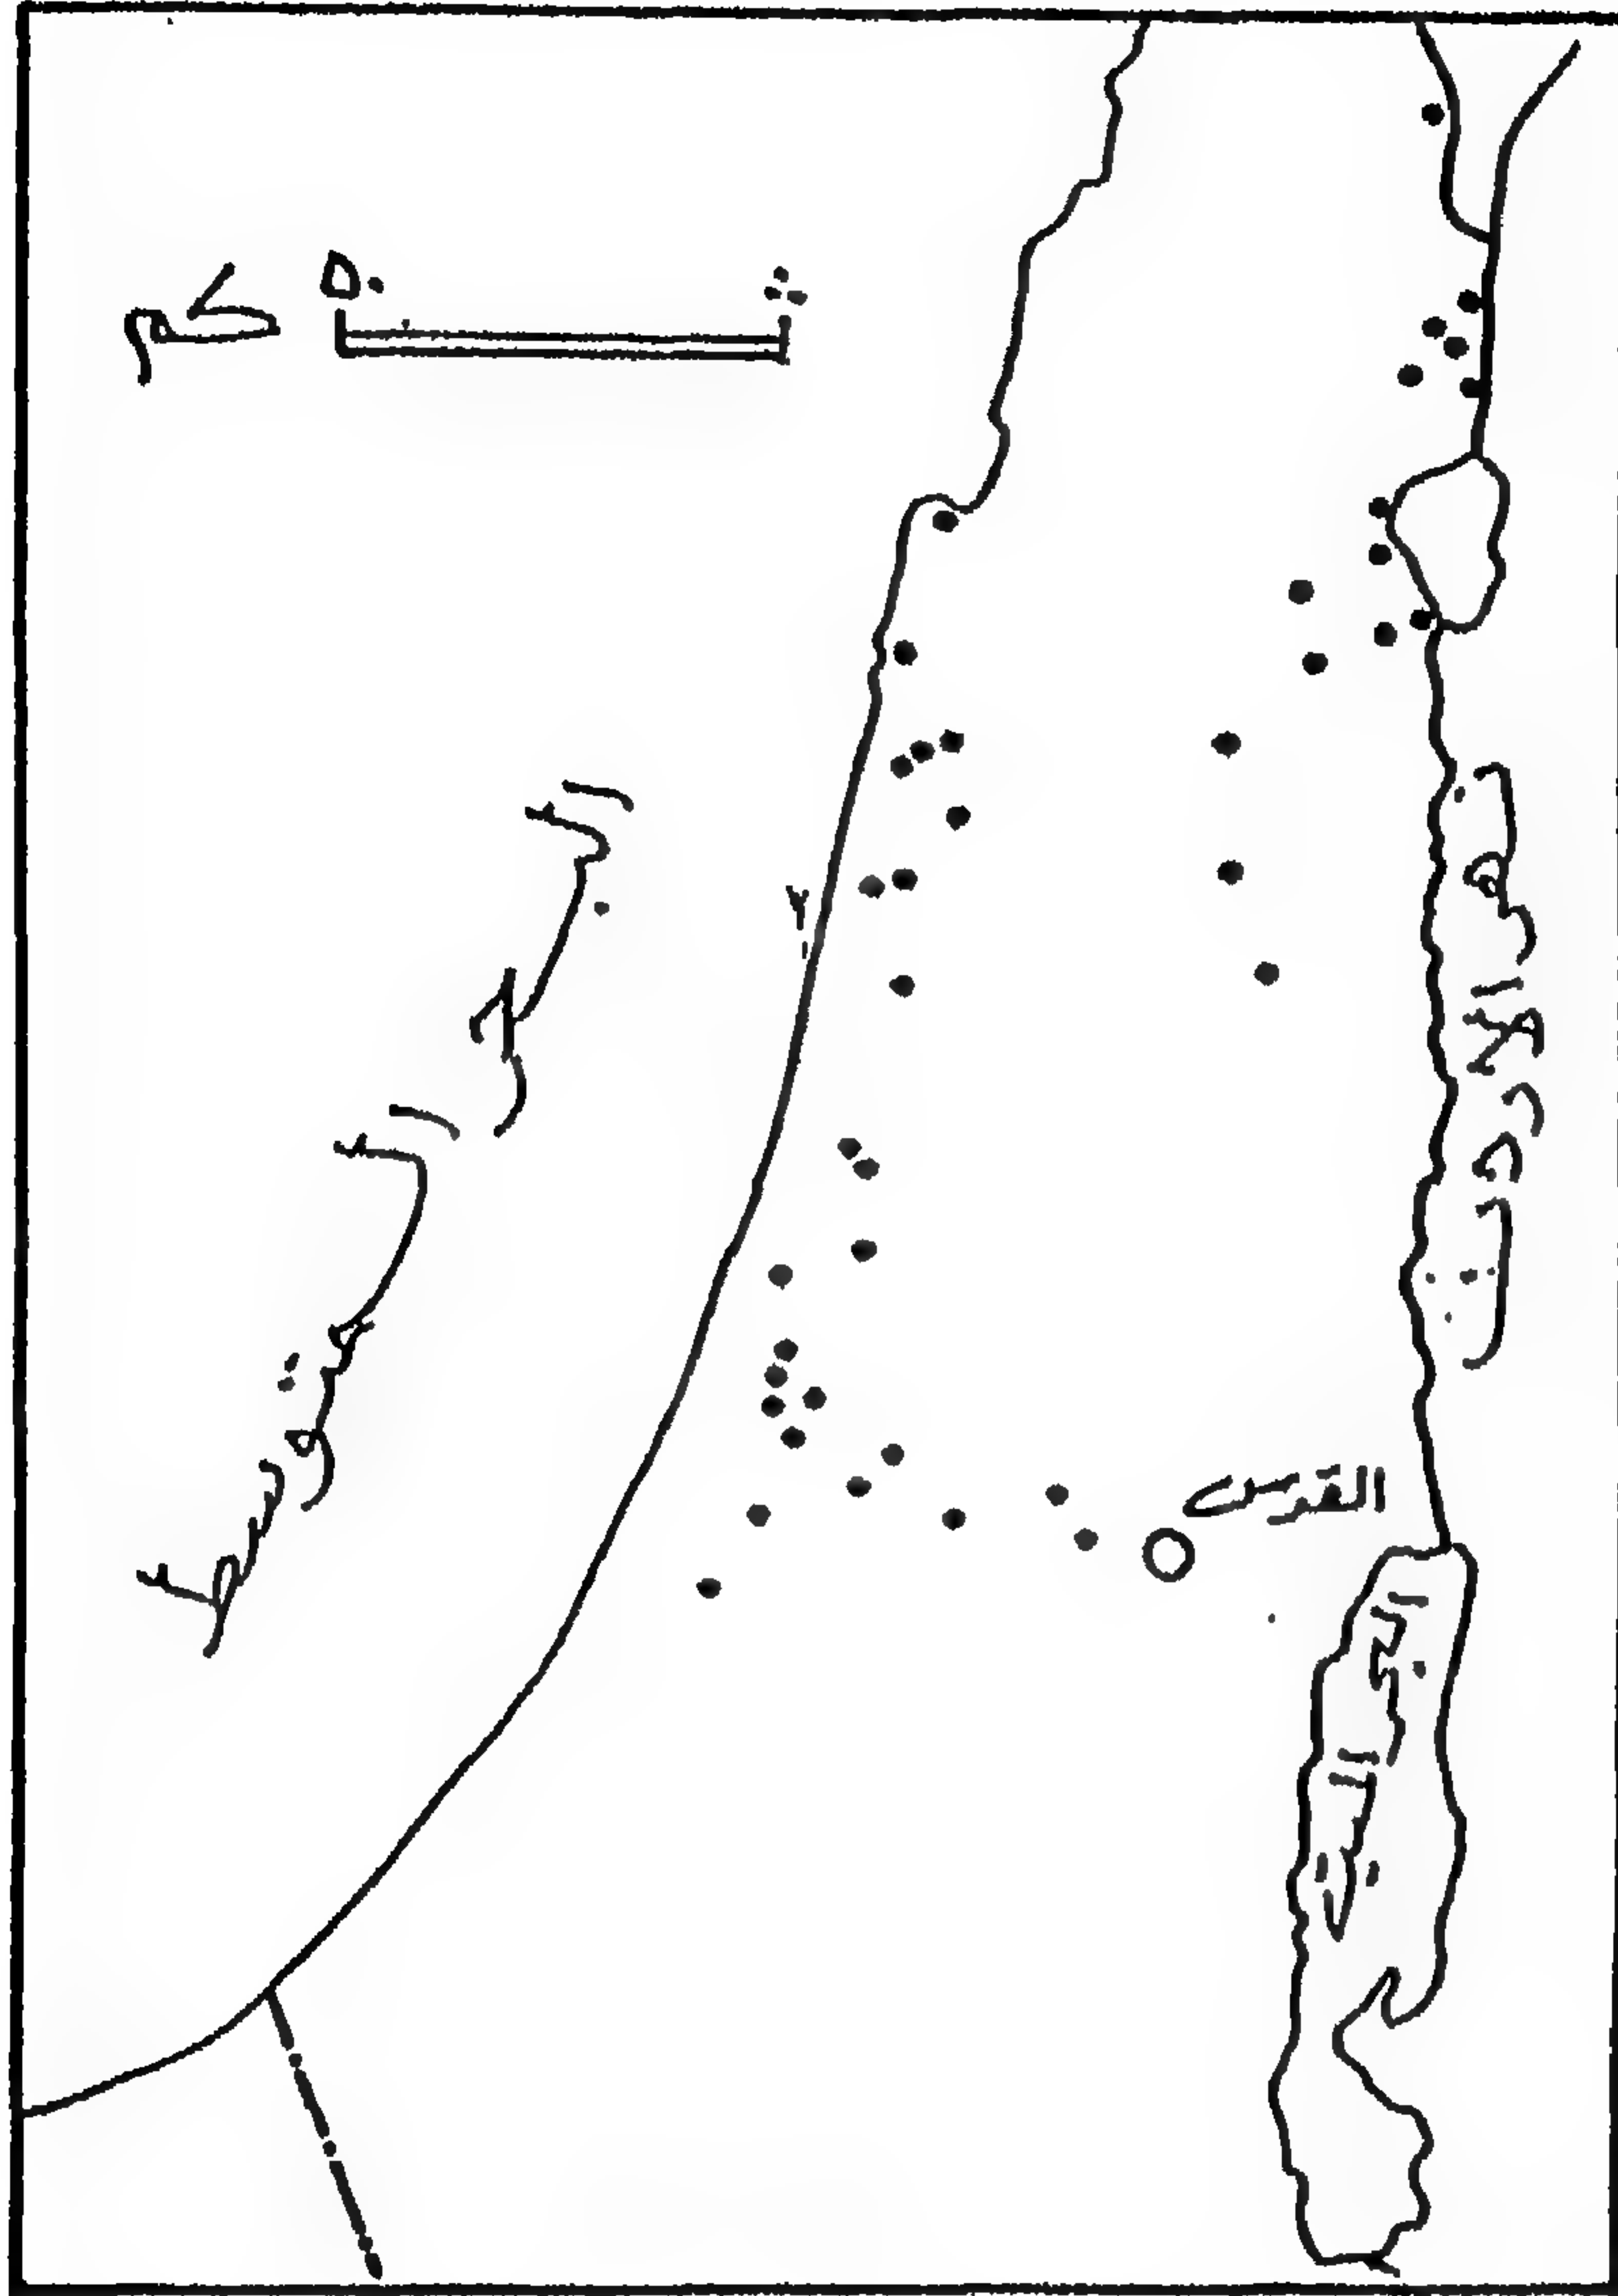 ٥٠ كم
البحر
المتوسط
نهر الأردن
القدس
البحر
الميت